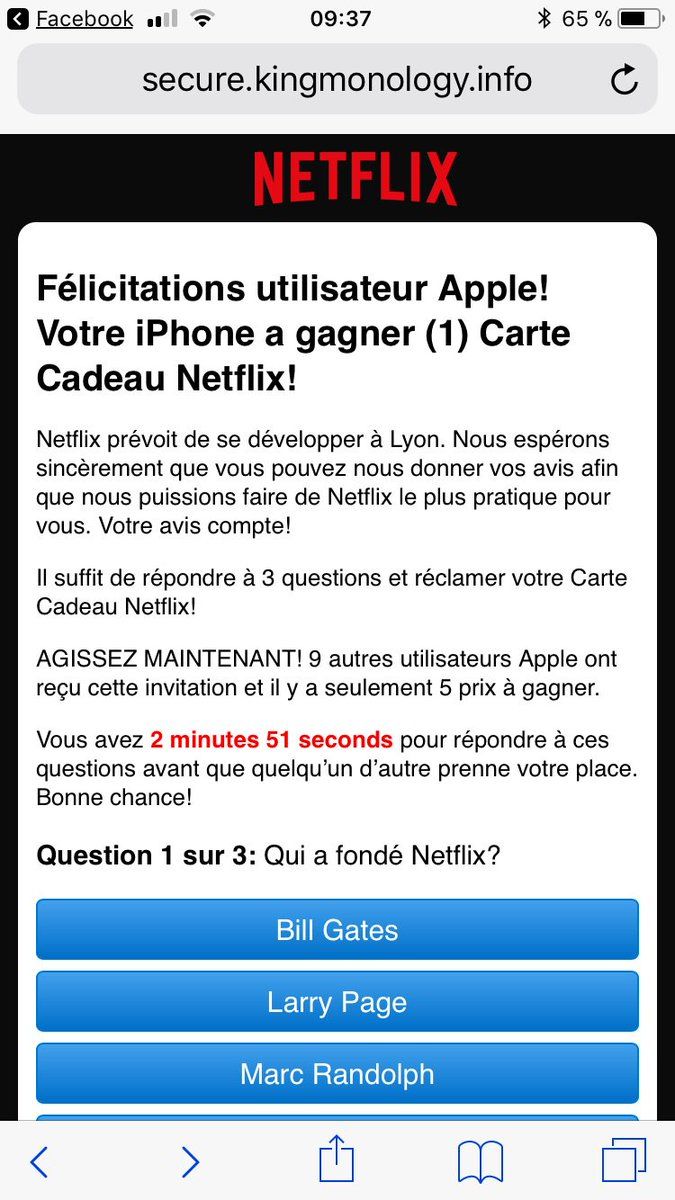 Facebook 09:37 65 %
secure.kingmonology.info
NETFLIX
Félicitations utilisateur Apple!
Votre iPhone a gagner (1) Carte
Cadeau Netflix!
Netflix prévoit de se développer à Lyon. Nous espérons
sincèrement que vous pouvez nous donner vos avis afin
que nous puissions faire de Netflix le plus pratique pour
vous. Votre avis compte!
Il suffit de répondre à 3 questions et réclamer votre Carte
Cadeau Netflix!
AGISSEZ MAINTENANT! 9 autres utilisateurs Apple ont
reçu cette invitation et il y a seulement 5 prix à gagner.
Vous avez 2 minutes 51 seconds pour répondre à ces
questions avant que quelqu'un d'autre prenne votre place.
Bonne chance!
Question 1 sur 3: Qui a fondé Netflix?
Bill Gates
Larry Page
Marc Randolph